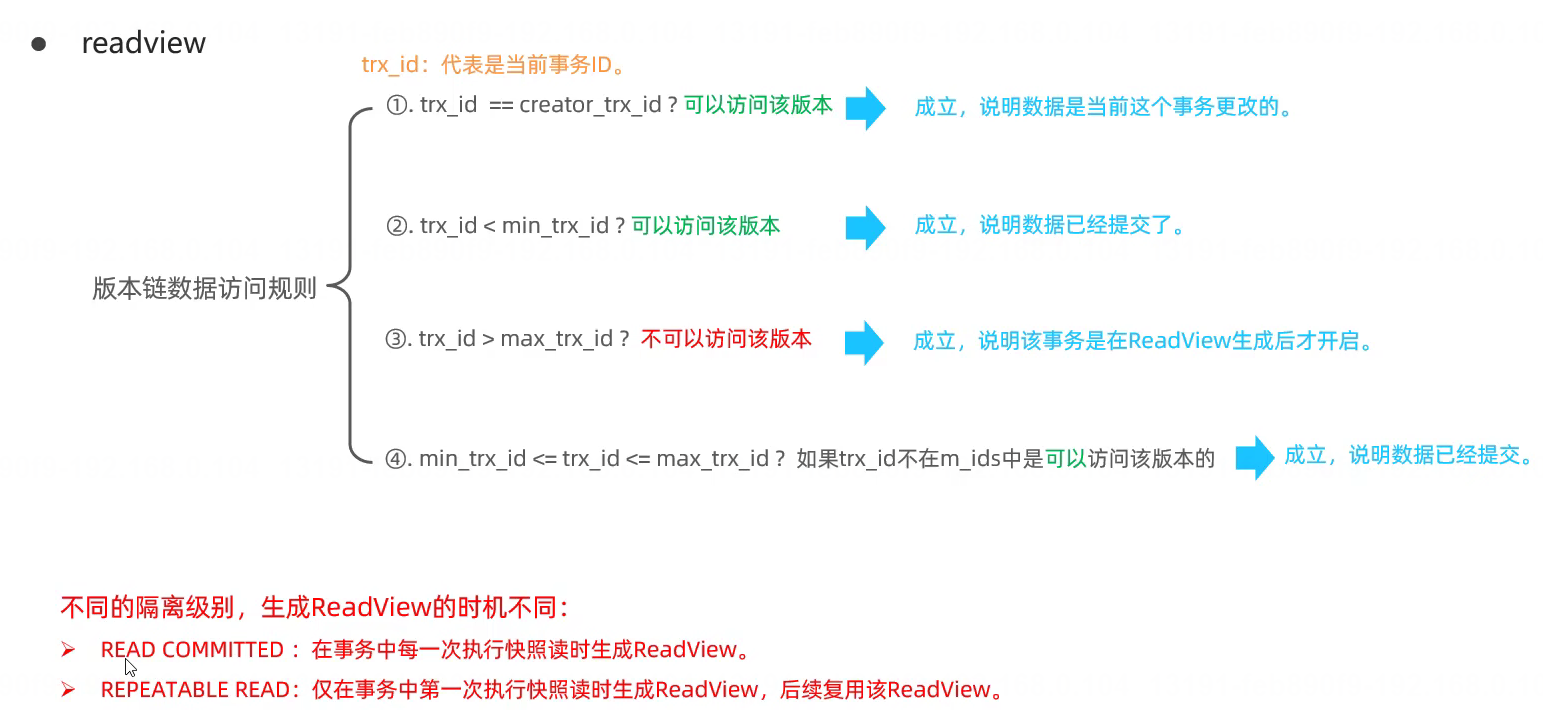 ● readview
trx_id：代表是当前事务ID。
①. trx_id == creator_trx_id ? 可以访问该版本 成立，说明数据是当前这个事务更改的。
②. trx_id < min_trx_id ? 可以访问该版本 成立，说明数据已经提交了。
版本链数据访问规则
③. trx_id > max_trx_id ? 不可以访问该版本 成立，说明该事务是在ReadView生成后才开启。
④. min_trx_id <= trx_id <= max_trx_id ? 如果trx_id不在m_ids中是可以访问该版本的 成立，说明数据已经提交。
不同的隔离级别，生成ReadView的时机不同：
➢ READ COMMITTED ：在事务中每一次执行快照读时生成ReadView。
➢ REPEATABLE READ：仅在事务中第一次执行快照读时生成ReadView，后续复用该ReadView。